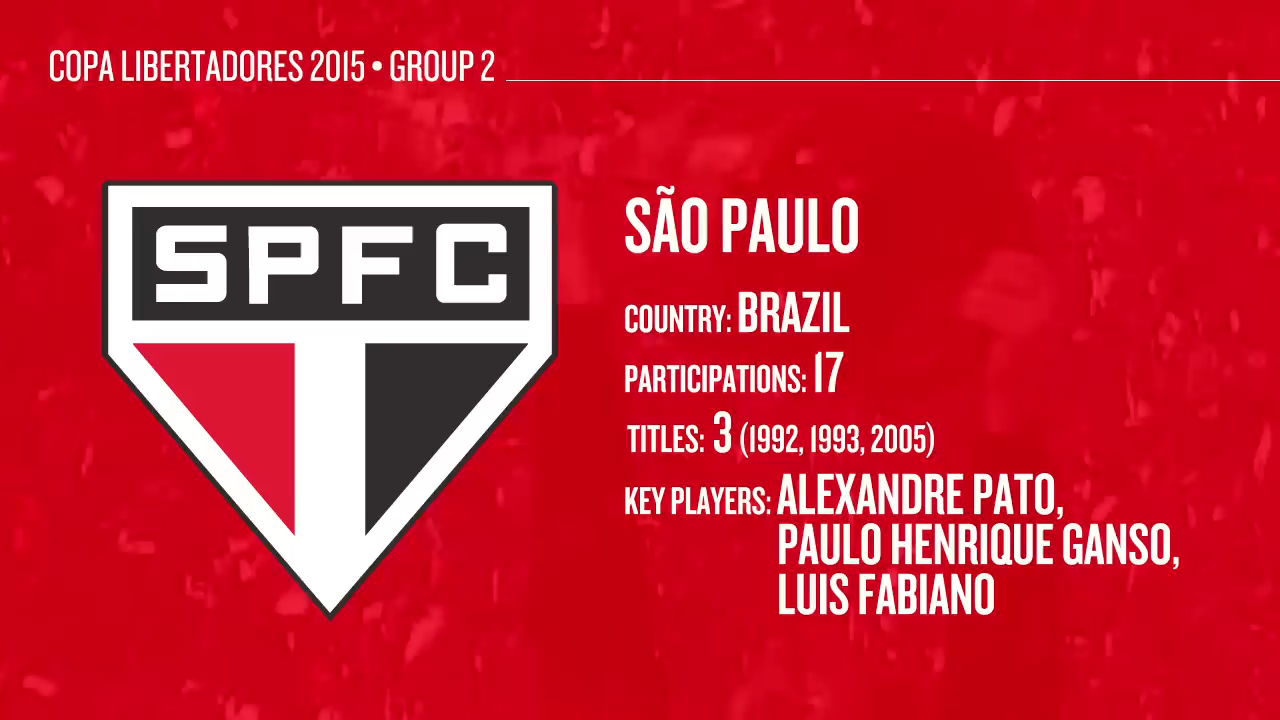 COPA LIBERTADORES 2015 • GROUP 2
SPFC
SÃO PAULO
COUNTRY: BRAZIL
PARTICIPATIONS: 17
TITLES: 3 (1992, 1993, 2005)
KEY PLAYERS: ALEXANDRE PATO,
PAULO HENRIQUE GANSO,
LUIS FABIANO